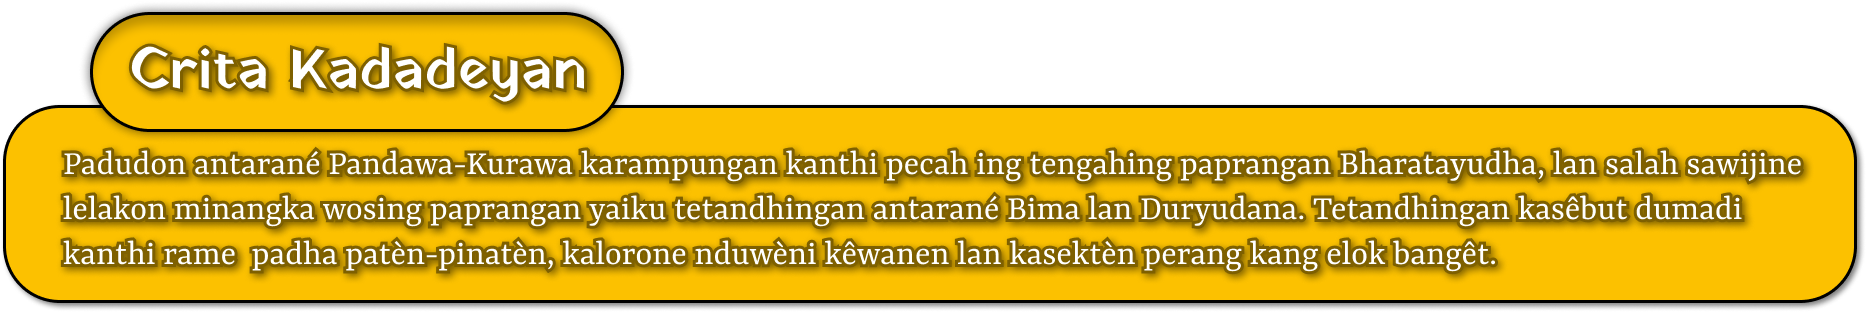 Crita Kadadeyan
Padudon antarané Pandawa-Kurawa karampungan kanthi pecah ing tengahing paprangan Bharatayudha, lan salah sawijine
lelakon minangka wosing paprangan yaiku tetandhingan antarané Bima lan Duryudana. Tetandhingan kasêbut dumadi
kanthi rame  padha patèn-pinatèn, kalorone nduwèni kêwanen lan kasektèn perang kang elok bangêt.